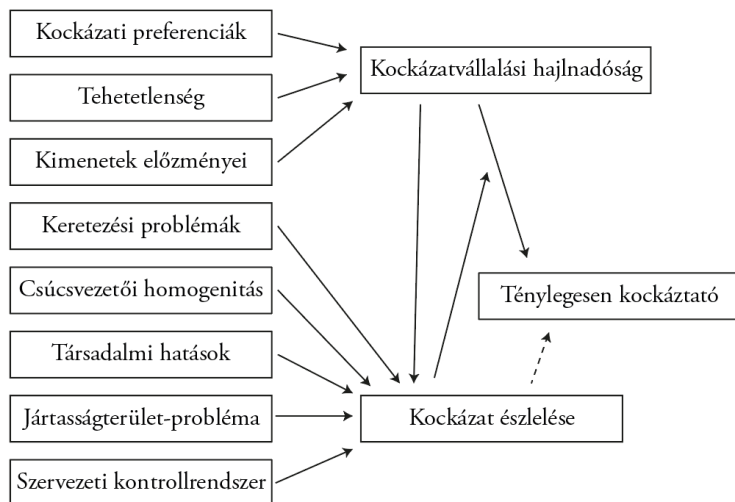 Kockázati preferenciák
Tehetetlenség
Kimenetek előzményei
Keretezési problémák
Csúcsvezetői homogenitás
Társadalmi hatások
Jártasságterület-probléma
Szervezeti kontrollrendszer
Kockázatvállalási hajlnadóság
Ténylegesen kockáztató
Kockázat észlelése